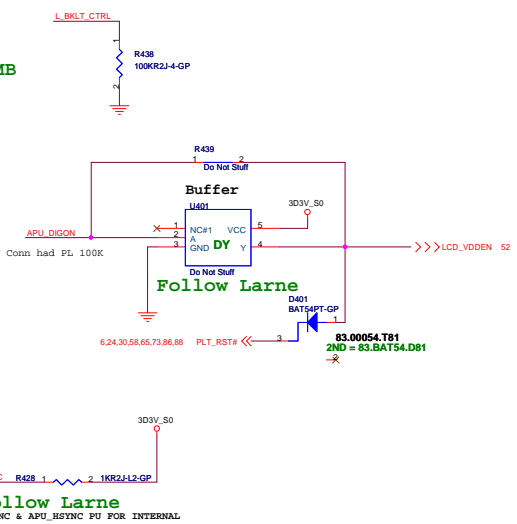 L_BKLT_CTRL
1
R438
100KR2J-4-GP
MB
2
R439
1 2
Do Not Stuff
Buffer
3D3V_S0
U401
1 NC#1 VCC 5
APU_DIGON 2 A
3 GND DY Y 4
LCD_VDDEN 52
Conn had PL 100K
Do Not Stuff
Follow Larne
D401
BAT54PT-GP
1
6,24,30,58,65,73,86,88 PLT_RST# 3
83.00054.T81
2ND = 83.BAT54.D81
2
3D3V_S0
R428 1 2 1KR2J-L2-GP
ollow Larne
NC & APU_HSYNC PU FOR INTERNAL